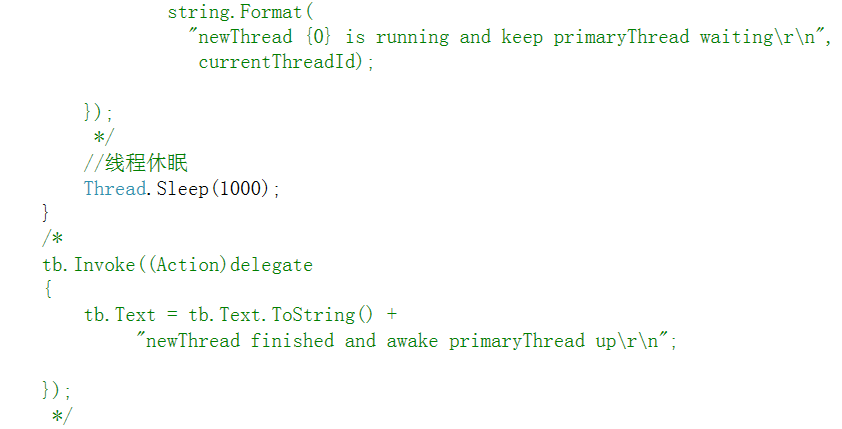 string.Format(
"newThread {0} is running and keep primaryThread waiting\r\n",
currentThreadId);
});
*/
//线程休眠
Thread.Sleep(1000);
}
/*
tb.Invoke((Action)delegate
{
tb.Text = tb.Text.ToString() +
"newThread finished and awake primaryThread up\r\n";
});
*/